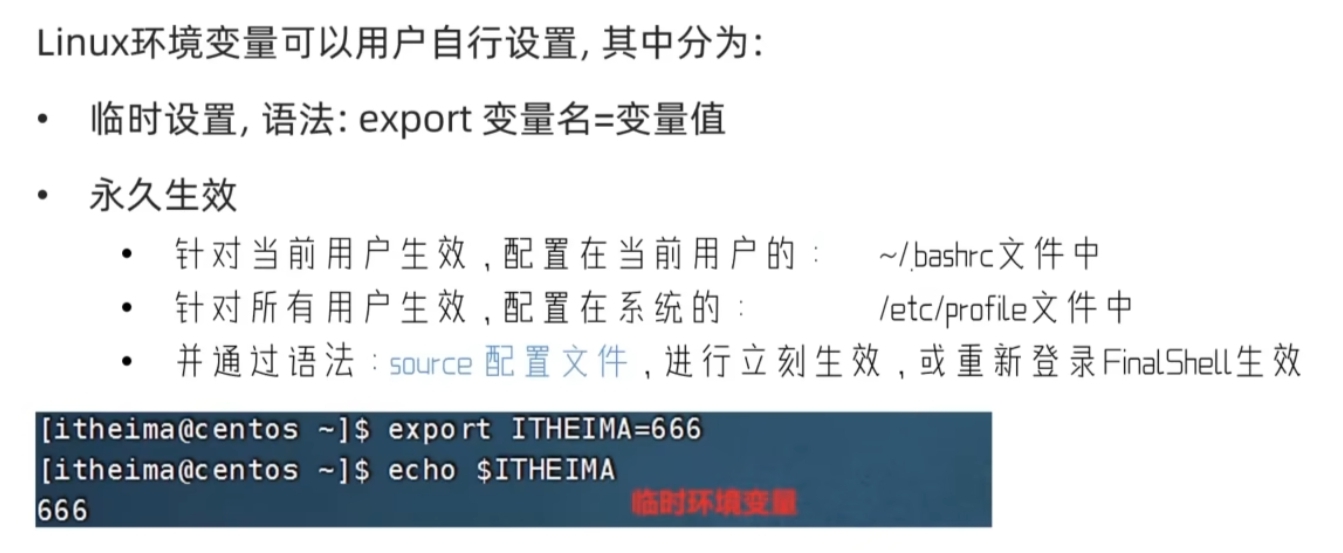 Linux环境变量可以用户自行设置, 其中分为:
• 临时设置, 语法: export 变量名=变量值
• 永久生效
• 针对当前用户生效,配置在当前用户的: ~/.bashrc文件中
• 针对所有用户生效,配置在系统的: /etc/profile文件中
• 并通过语法:source 配置文件,进行立刻生效,或重新登录FinalShell生效
[itheima@centos ~]$ export ITHEIMA=666
[itheima@centos ~]$ echo $ITHEIMA
666 临时环境变量